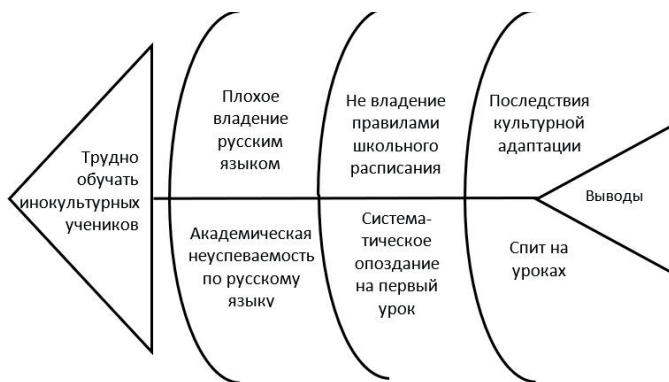 Трудно
обучать
инокультурных
учеников
Плохое
владение
русским
языком
Не владение
правилами
школьного
расписания
Последствия
культурной
адаптации
Академическая
неуспеваемость
по русскому
языку
Система-
тическое
опоздание
на первый
урок
Спит на
уроках
Выводы